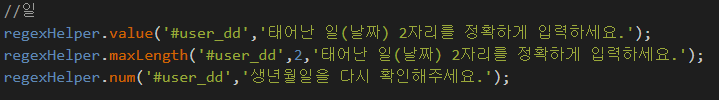 //일
regexHelper.value('#user_dd','태어난 일(날짜) 2자리를 정확하게 입력하세요.');
regexHelper.maxLength('#user_dd',2,'태어난 일(날짜) 2자리를 정확하게 입력하세요.');
regexHelper.num('#user_dd','생년월일을 다시 확인해주세요.');